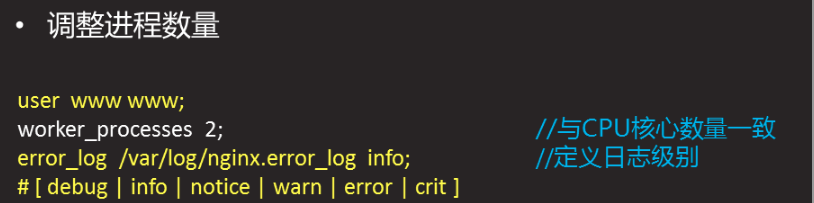 • 调整进程数量
user www www;
worker_processes 2; //与CPU核心数量一致
error_log /var/log/nginx.error_log info; //定义日志级别
# [ debug | info | notice | warn | error | crit ]